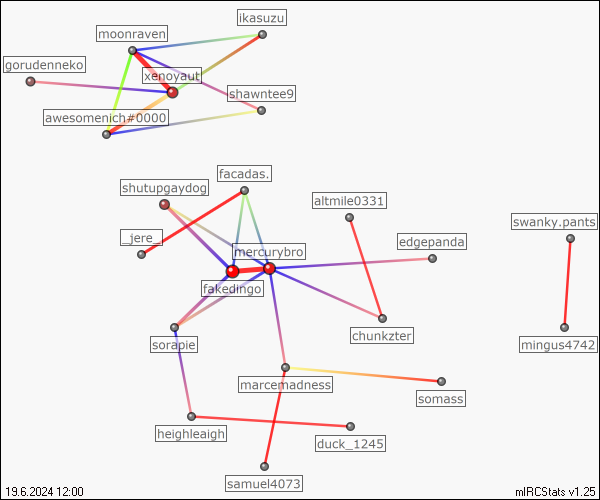 ikasuzu
moonraven
gorudenneko
xenoyaut
shawntee9
awesomenich#0000
facadas.
shutupgaydog
altmile0331
swanky.pants
_jere_
edgepanda
mercurybro
fakedingo
chunkzter
sorapie
mingus4742
marcemadness
somass
heighleaigh
duck_1245
samuel4073
19.6.2024 12:00
mIRCStats v1.25